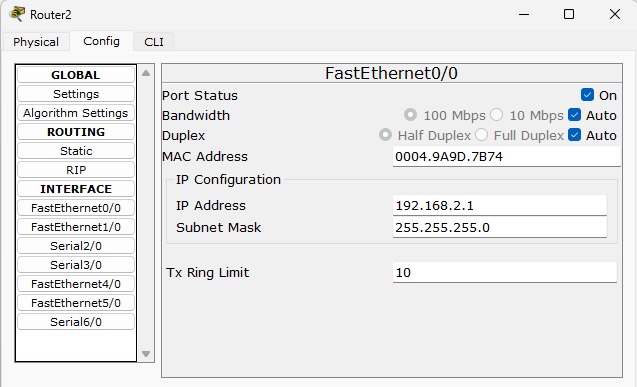 Router2
Physical Config CLI
GLOBAL
Settings
Algorithm Settings
ROUTING
Static
RIP
INTERFACE
FastEthernet0/0
FastEthernet1/0
Serial2/0
Serial3/0
FastEthernet4/0
FastEthernet5/0
Serial6/0
FastEthernet0/0
Port Status On
Bandwidth 100 Mbps 10 Mbps Auto
Duplex Half Duplex Full Duplex Auto
MAC Address 0004.9A9D.7B74
IP Configuration
IP Address 192.168.2.1
Subnet Mask 255.255.255.0
Tx Ring Limit 10